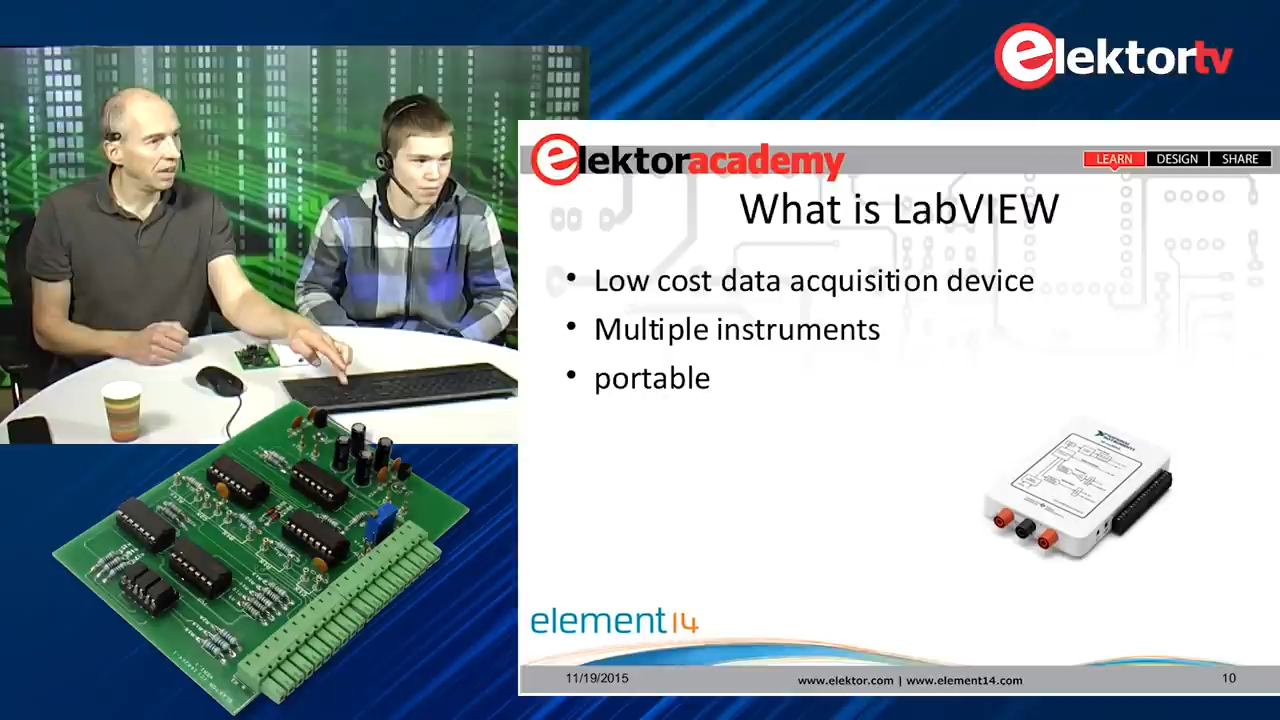 elektortv
elektoracademy
LEARN DESIGN SHARE
What is LabVIEW
• Low cost data acquisition device
• Multiple instruments
• portable
element14
11/19/2015
www.elektor.com | www.element14.com
10